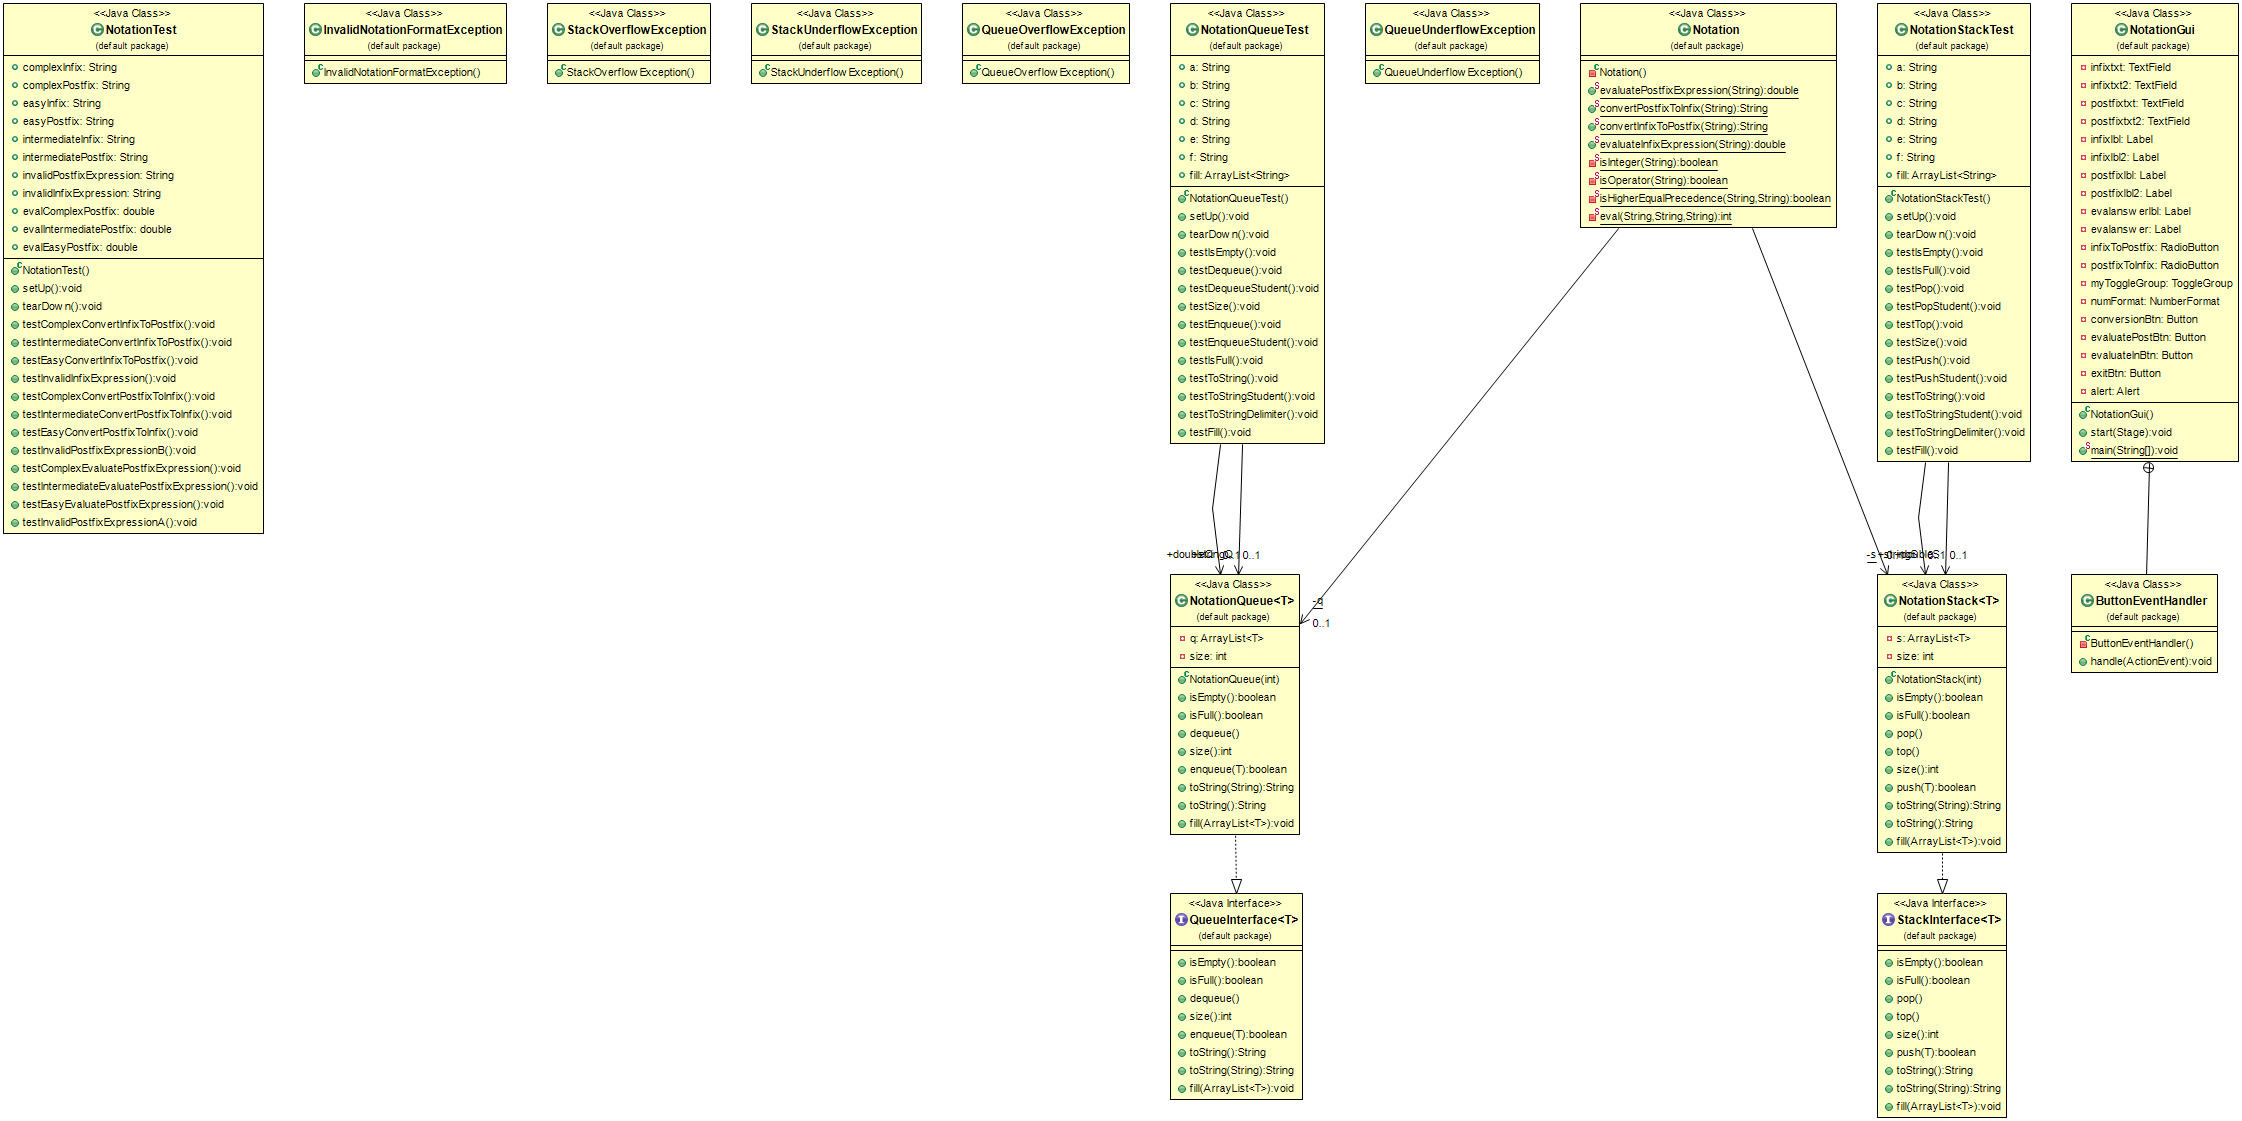 <<Java Class>>
NotationTest
(default package)
complexInfix: String
complexPostfix: String
easyInfix: String
easyPostfix: String
intermediateInfix: String
intermediatePostfix: String
invalidPostfixExpression: String
invalidInfixExpression: String
evalComplexPostfix: double
evalIntermediatePostfix: double
evalEasyPostfix: double
NotationTest()
setUp():void
tearDown():void
testComplexConvertInfixToPostfix():void
testIntermediateConvertInfixToPostfix():void
testEasyConvertInfixToPostfix():void
testInvalidInfixExpression():void
testComplexConvertPostfixToInfix():void
testIntermediateConvertPostfixToInfix():void
testEasyConvertPostfixToInfix():void
testInvalidPostfixExpressionB():void
testComplexEvaluatePostfixExpression():void
testIntermediateEvaluatePostfixExpression():void
testEasyEvaluatePostfixExpression():void
testInvalidPostfixExpressionA():void
<<Java Class>>
InvalidNotationFormatException
(default package)
InvalidNotationFormatException()
<<Java Class>>
StackOverflowException
(default package)
StackOverflowException()
<<Java Class>>
StackUnderflowException
(default package)
StackUnderflowException()
<<Java Class>>
QueueOverflowException
(default package)
QueueOverflowException()
<<Java Class>>
NotationQueueTest
(default package)
a: String
b: String
c: String
d: String
e: String
f: String
fill: ArrayList<String>
NotationQueueTest()
setUp():void
tearDown():void
testIsEmpty():void
testDequeue():void
testDequeueStudent():void
testSize():void
testEnqueue():void
testEnqueueStudent():void
testIsFull():void
testToString():void
testToStringStudent():void
testToStringDelimiter():void
testFill():void
<<Java Class>>
QueueUnderflowException
(default package)
QueueUnderflowException()
<<Java Class>>
Notation
(default package)
Notation()
evaluatePostfixExpression(String):double
convertPostfixToInfix(String):String
convertInfixToPostfix(String):String
evaluateInfixExpression(String):double
isInteger(String):boolean
isOperator(String):boolean
isHigherEqualPrecedence(String,String):boolean
eval(String,String,String):int
<<Java Class>>
NotationStackTest
(default package)
a: String
b: String
c: String
d: String
e: String
f: String
fill: ArrayList<String>
NotationStackTest()
setUp():void
tearDown():void
testIsEmpty():void
testIsFull():void
testPop():void
testPopStudent():void
testTop():void
testSize():void
testPush():void
testPushStudent():void
testToString():void
testToStringStudent():void
testToStringDelimiter():void
testFill():void
<<Java Class>>
NotationGui
(default package)
infixtxt: TextField
infixtxt2: TextField
postfixtxt: TextField
postfixtxt2: TextField
infixlbl: Label
infixlbl2: Label
postfixlbl: Label
postfixlbl2: Label
evalanswerlbl: Label
evalanswer: Label
infixToPostfix: RadioButton
postfixToInfix: RadioButton
myToggleGroup: ToggleGroup
numFormat: NumberFormat
conversionBtn: Button
evaluatePostBtn: Button
evaluateInBtn: Button
exitBtn: Button
alert: Alert
NotationGui()
start(Stage):void
main(String[]):void
0..1
-q
0..1
-s
0..1
<<Java Class>>
NotationQueue<T>
(default package)
q: ArrayList<T>
size: int
NotationQueue(int)
isEmpty():boolean
isFull():boolean
dequeue()
size():int
enqueue(T):boolean
toString(String):String
toString():String
fill(ArrayList<T>):void
<<Java Class>>
NotationStack<T>
(default package)
s: ArrayList<T>
size: int
NotationStack(int)
isEmpty():boolean
isFull():boolean
pop()
top()
size():int
push(T):boolean
toString(String):String
toString():String
fill(ArrayList<T>):void
<<Java Class>>
ButtonEventHandler
(default package)
ButtonEventHandler()
handle(ActionEvent):void
<<Java Interface>>
QueueInterface<T>
(default package)
isEmpty():boolean
isFull():boolean
dequeue()
size():int
enqueue(T):boolean
toString():String
toString(String):String
fill(ArrayList<T>):void
<<Java Interface>>
StackInterface<T>
(default package)
isEmpty():boolean
isFull():boolean
pop()
top()
size():int
push(T):boolean
toString():String
toString(String):String
fill(ArrayList<T>):void